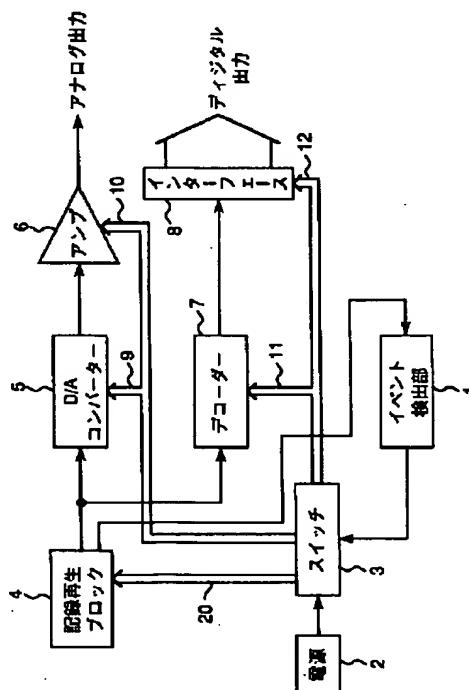 4
記録再生
ブロック
5
D/A
コンバーター
9
6
アンプ
10
アナログ出力
7
デコーダー
11
8
インターフェース
12
ディジタル
出力
20
2
電源
3
スイッチ
イベント
検出部
1